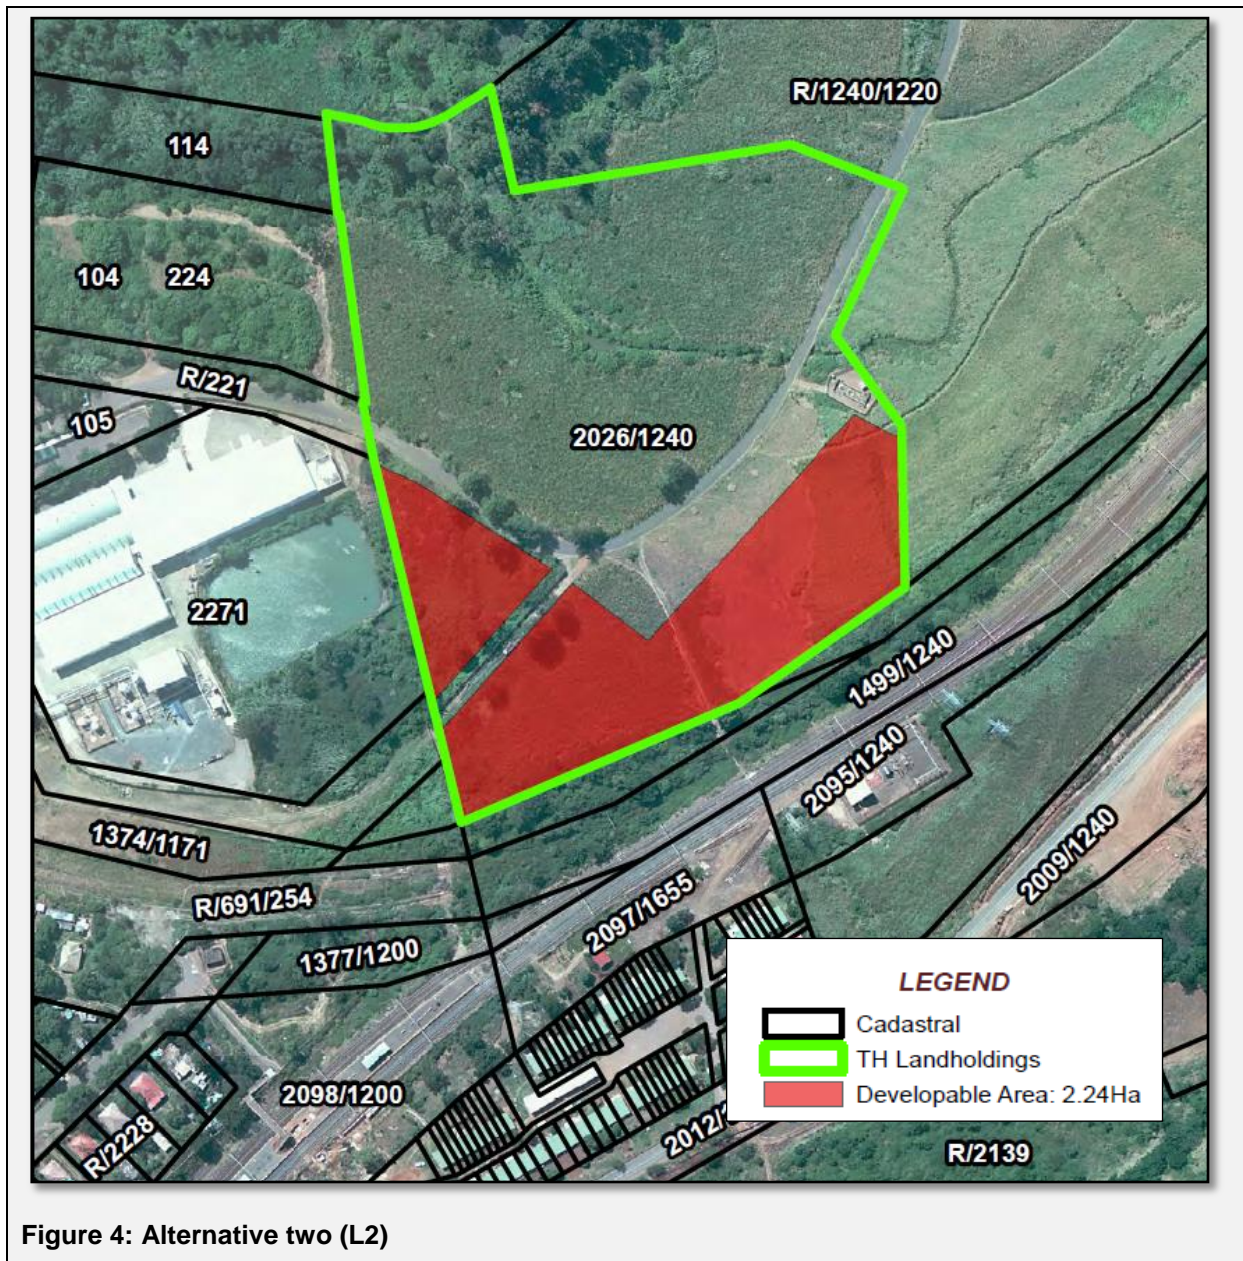 R/1240/1220
114
104
224
R/221
105
2026/1240
2271
1499/1240
2095/1240
1374/1171
2009/1240
R/691/254
2097/1655
1377/1200
LEGEND
Cadastral
TH Landholdings
Developable Area: 2.24Ha
2098/1200
R/2228
2012/
R/2139
Figure 4: Alternative two (L2)